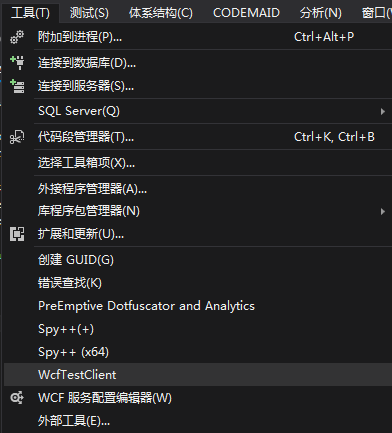 工具(T) 测试(S) 体系结构(C) CODEMAID 分析(N) 窗口(
附加到进程(P)... Ctrl+Alt+P
连接到数据库(D)...
连接到服务器(S)...
SQL Server(Q)
代码段管理器(T)... Ctrl+K, Ctrl+B
选择工具箱项(X)...
外接程序管理器(A)...
库程序包管理器(N)
扩展和更新(U)...
创建 GUID(G)
错误查找(K)
PreEmptive Dotfuscator and Analytics
Spy++(+)
Spy++ (x64)
WcfTestClient
WCF 服务配置编辑器(W)
外部工具(E)...